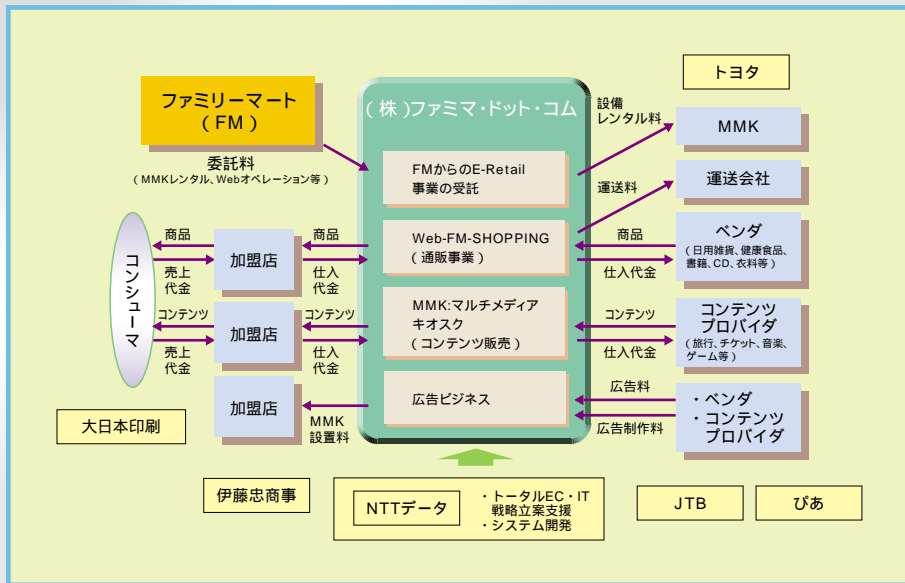 トヨタ
ファミリーマート
(FM)
委託料
(MMKレンタル、Webオペレーション等)
(株)ファミマ・ドット・コム
FMからのE-Retail
事業の受託
Web-FM-SHOPPING
(通販事業)
MMK:マルチメディア
キオスク
(コンテンツ販売)
広告ビジネス
設備
レンタル料
MMK
運送料
運送会社
商品
仕入代金
ベンダ
(日用雑貨、健康食品、
書籍、CD、衣料等)
コンテンツ
仕入代金
コンテンツ
プロバイダ
(旅行、チケット、音楽、
ゲーム等)
広告料
広告制作料
・ベンダ
・コンテンツ
プロバイダ
コンシューマ
商品
売上
代金
加盟店
商品
仕入
代金
コンテンツ
売上
代金
加盟店
コンテンツ
仕入
代金
加盟店
MMK
設置料
大日本印刷
伊藤忠商事
NTTデータ
・トータルEC・IT
戦略立案支援
・システム開発
JTB
ぴあ